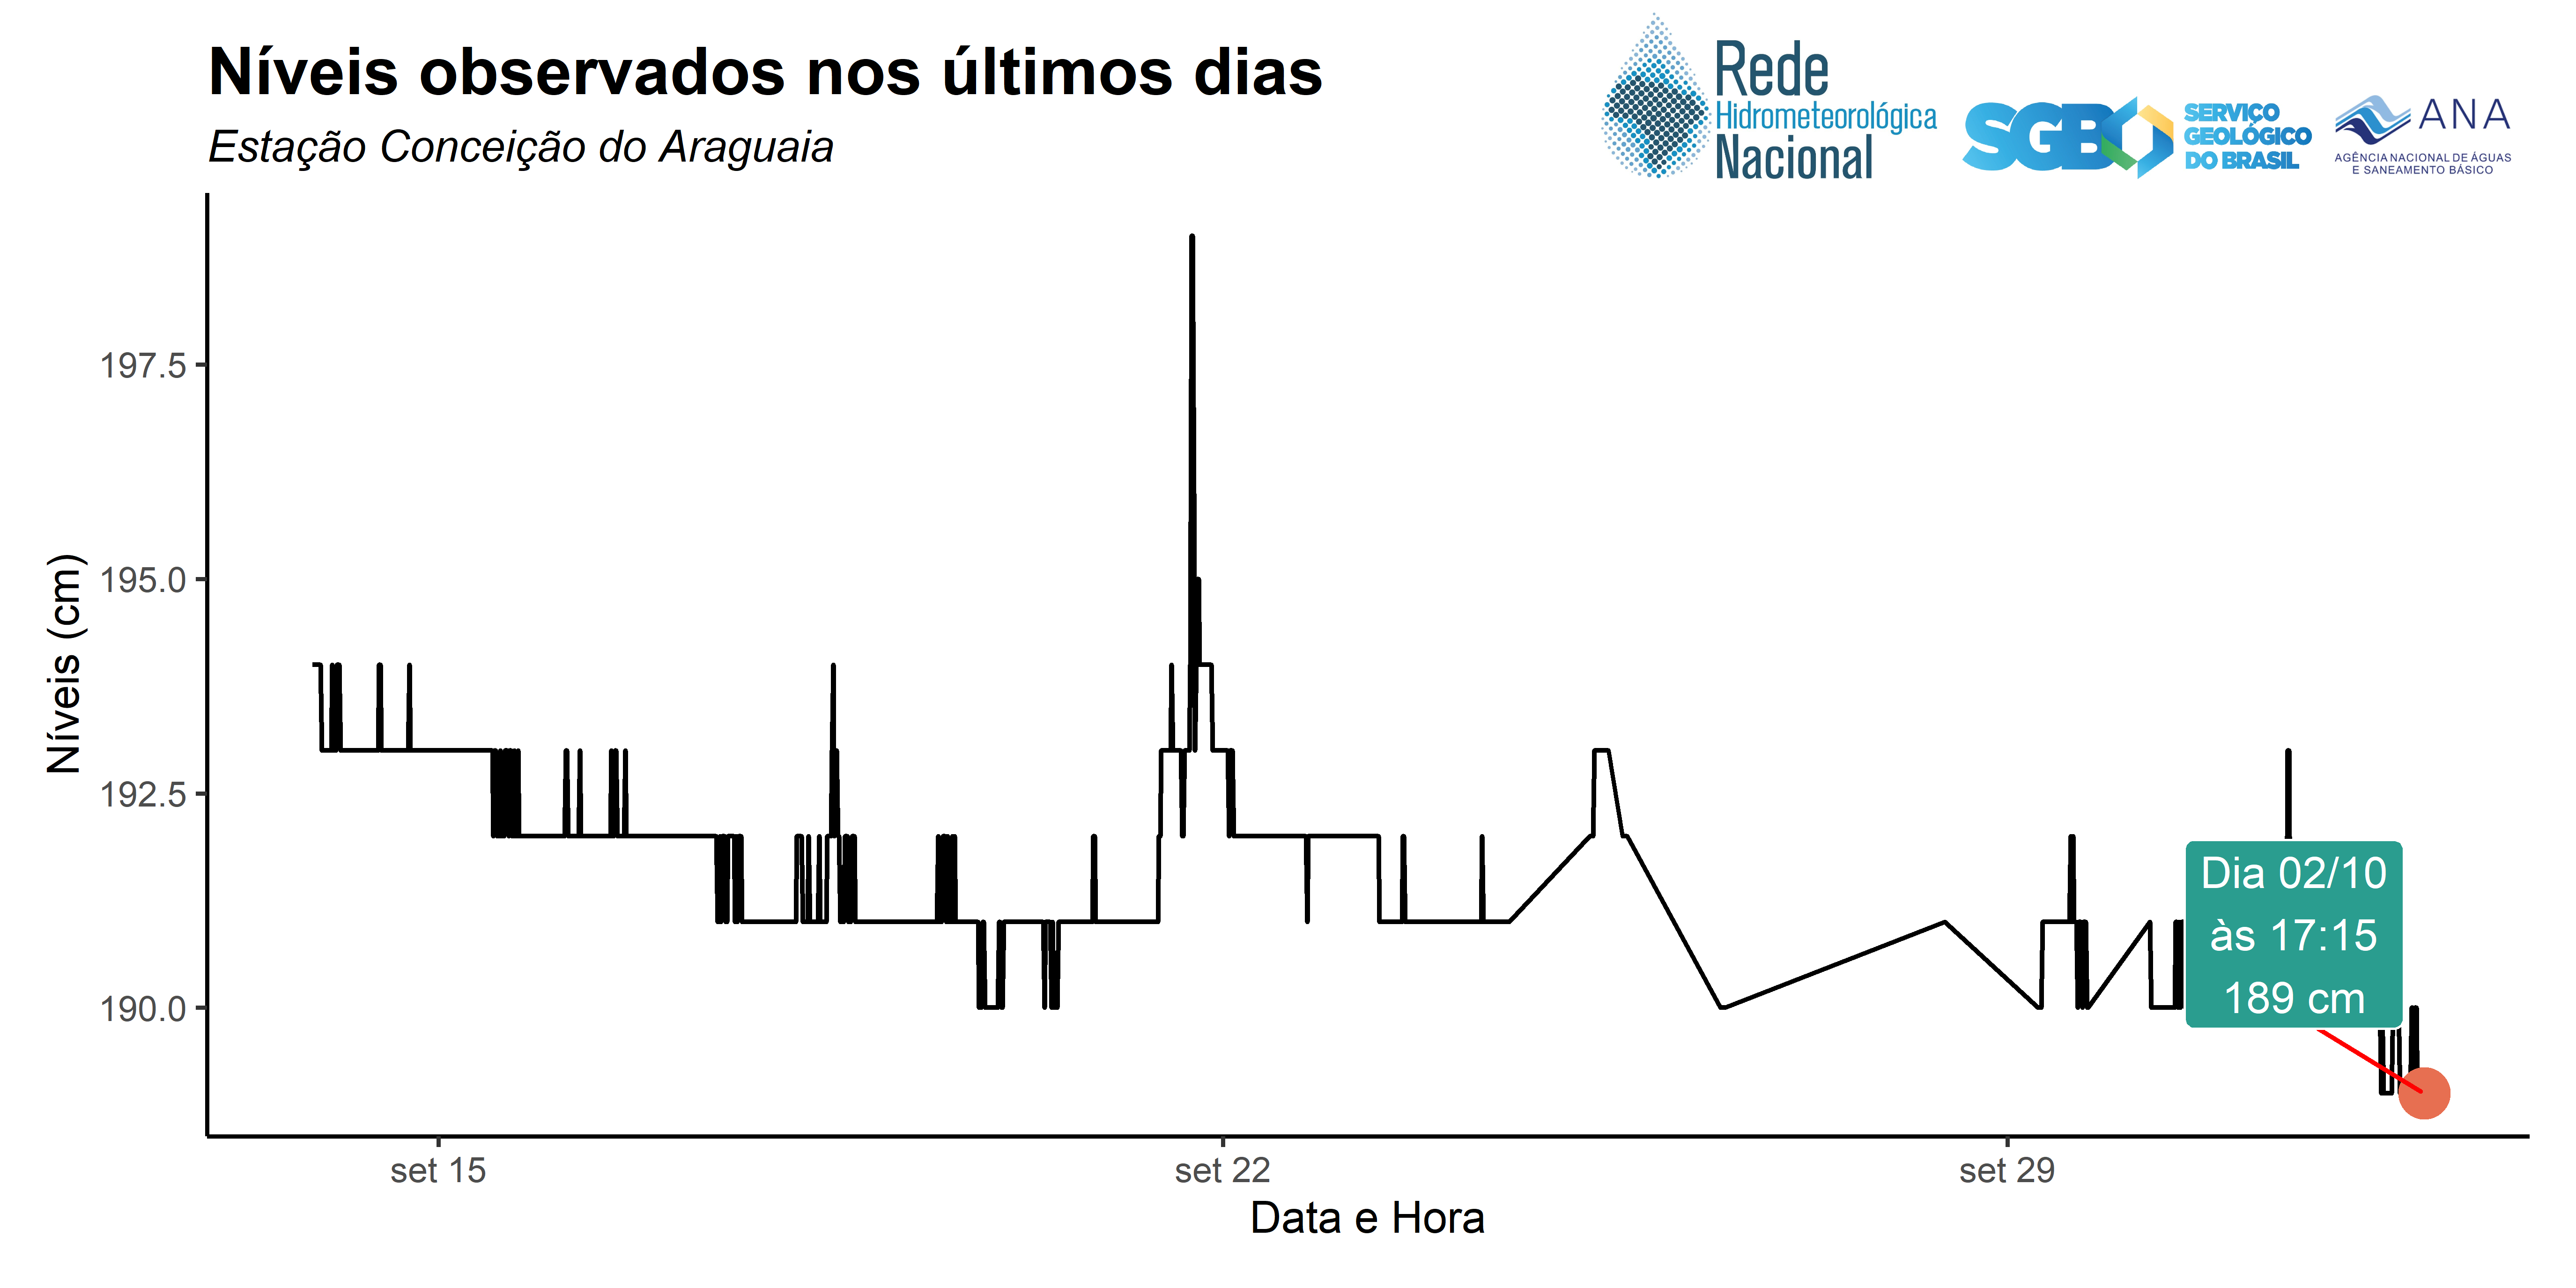 Níveis observados nos últimos dias
Estação Conceição do Araguaia
Rede
Hidrometeorológica
Nacional
SGB
SERVIÇO
GEOLÓGICO
DO BRASIL
ANA
AGÊNCIA NACIONAL DE ÁGUAS
E SANEAMENTO BÁSICO
Níveis (cm)
197.5
195.0
192.5
190.0
Dia 02/10
às 17:15
189 cm
set 15
set 22
set 29
Data e Hora